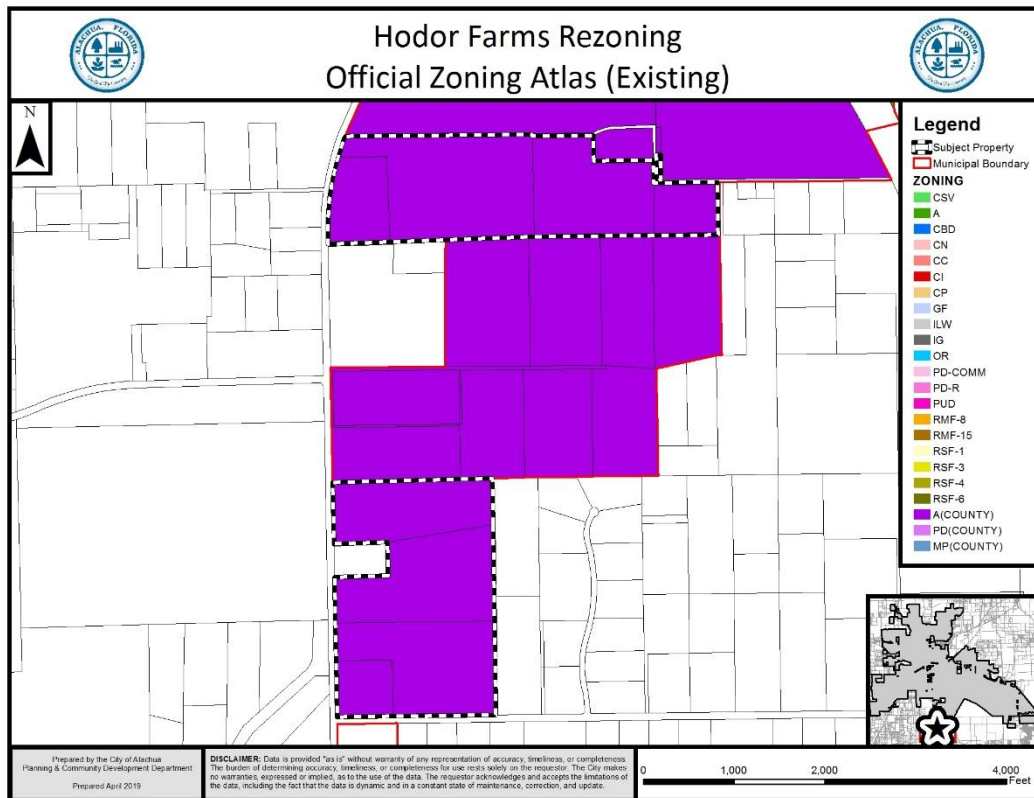 Hodor Farms Rezoning
Official Zoning Atlas (Existing)
ALACHUA, FLORIDA
ALACHUA, FLORIDA
N
Legend
Subject Property
Municipal Boundary
ZONING
CSV
A
CBD
CN
CC
CI
CP
GF
ILW
IG
OR
PD-COMM
PD-R
PUD
RMF-8
RMF-15
RSF-1
RSF-3
RSF-4
RSF-6
A(COUNTY)
PD(COUNTY)
MP(COUNTY)
Prepared by the City of Alachua
Planning & Community Development Department
Prepared April 2019
DISCLAIMER: Data is provided "as is" without warranty of any representation of accuracy, timeliness, or completeness.
The burden of determining accuracy, timeliness, or completeness for use rests solely on the requestor. The City makes
no warranties, expressed or implied, as to the use of the data. The requestor acknowledges and accepts the limitations of
the data, including the fact that the data is dynamic and in a constant state of maintenance, correction, and update.
0 1,000 2,000 4,000
Feet